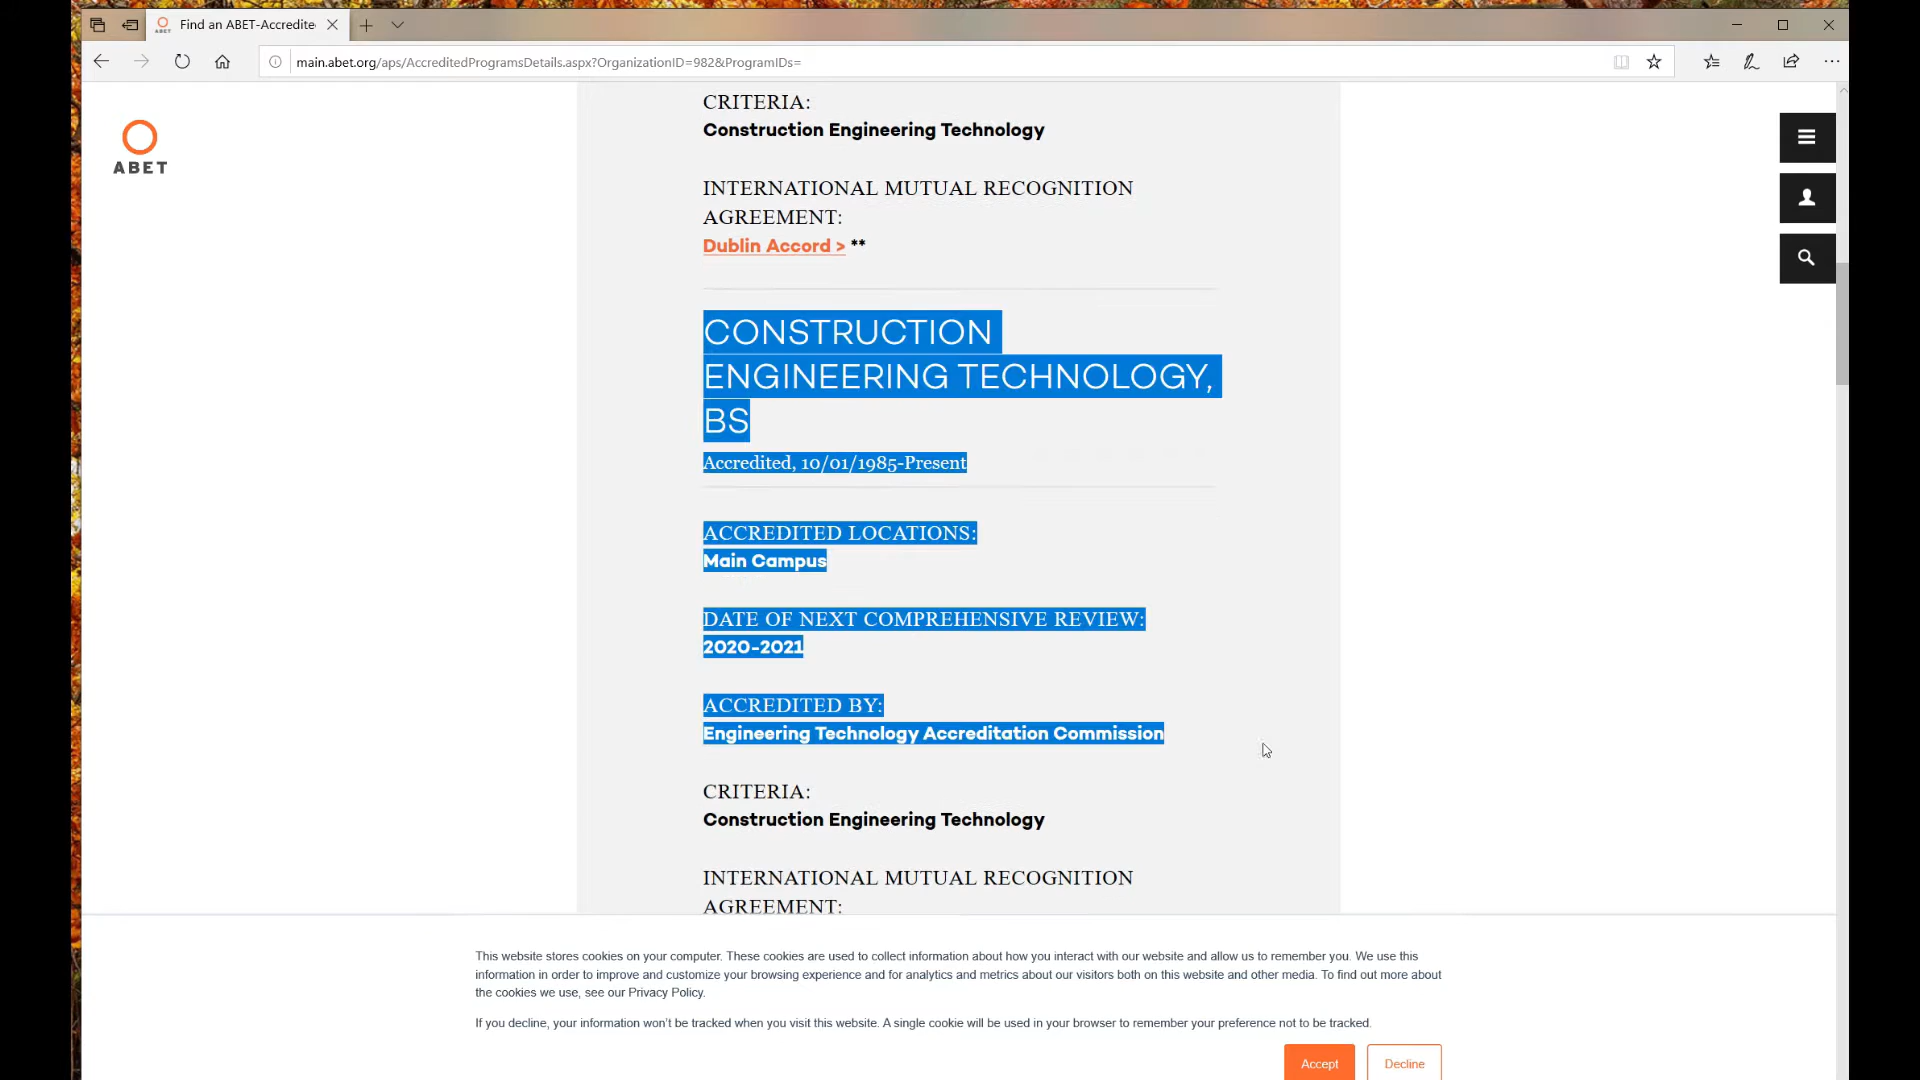 Find an ABET-Accredite
main.abet.org/aps/AccreditedProgramsDetails.aspx?OrganizationID=982&ProgramIDs=
ABET
CRITERIA:
Construction Engineering Technology
INTERNATIONAL MUTUAL RECOGNITION
AGREEMENT:
Dublin Accord > **
CONSTRUCTION
ENGINEERING TECHNOLOGY,
BS
Accredited, 10/01/1985-Present
ACCREDITED LOCATIONS:
Main Campus
DATE OF NEXT COMPREHENSIVE REVIEW:
2020-2021
ACCREDITED BY:
Engineering Technology Accreditation Commission
CRITERIA:
Construction Engineering Technology
INTERNATIONAL MUTUAL RECOGNITION
AGREEMENT:
This website stores cookies on your computer. These cookies are used to collect information about how you interact with our website and allow us to remember you. We use this
information in order to improve and customize your browsing experience and for analytics and metrics about our visitors both on this website and other media. To find out more about
the cookies we use, see our Privacy Policy.
If you decline, your information won't be tracked when you visit this website. A single cookie will be used in your browser to remember your preference not to be tracked.
Accept
Decline